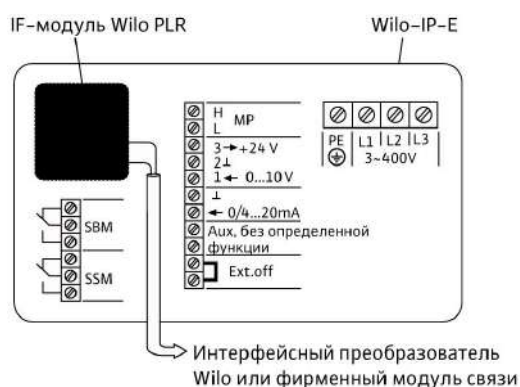 IF-модуль Wilo PLR
Wilo-IP-E
H
L
MP
3 → +24 V
2 ⊥
1 ← 0...10 V
⊥
← 0/4...20mA
Aux, без определенной
функции
Ext.off
PE
L1 L2 L3
3~400V
SBM
SSM
Интерфейсный преобразователь
Wilo или фирменный модуль связи